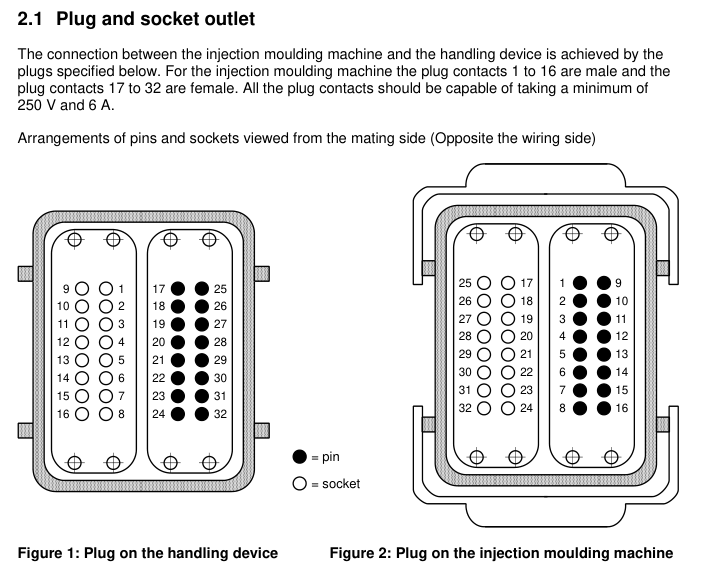 2.1 Plug and socket outlet
The connection between the injection moulding machine and the handling device is achieved by the
plugs specified below. For the injection moulding machine the plug contacts 1 to 16 are male and the
plug contacts 17 to 32 are female. All the plug contacts should be capable of taking a minimum of
250 V and 6 A.
Arrangements of pins and sockets viewed from the mating side (Opposite the wiring side)
9 1 17 25
10 2 18 26
11 3 19 27
12 4 20 28
13 5 21 29
14 6 22 30
15 7 23 31
16 8 24 32
25 17 1 9
26 18 2 10
27 19 3 11
28 20 4 12
29 21 5 13
30 22 6 14
31 23 7 15
32 24 8 16
= pin
= socket
Figure 1: Plug on the handling device
Figure 2: Plug on the injection moulding machine